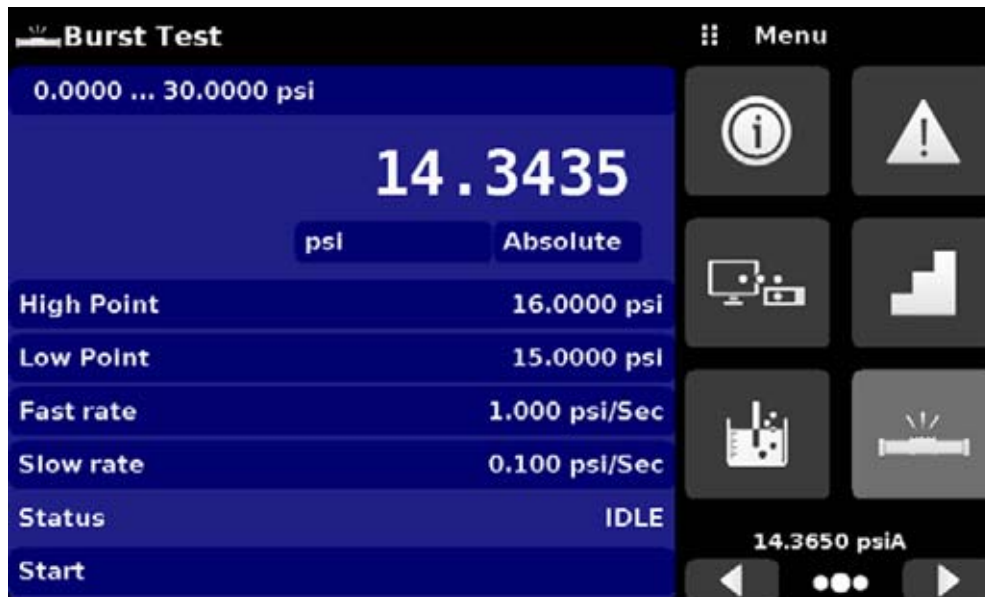 Burst Test
Menu
0.0000 ... 30.0000 psi
14.3435
psi Absolute
High Point 16.0000 psi
Low Point 15.0000 psi
Fast rate 1.000 psi/Sec
Slow rate 0.100 psi/Sec
Status IDLE
Start
14.3650 psiA